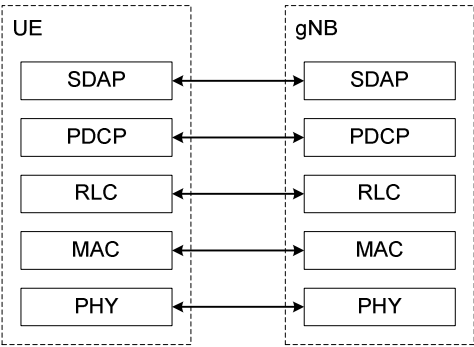 UE gNB
SDAP SDAP
PDCP PDCP
RLC RLC
MAC MAC
PHY PHY